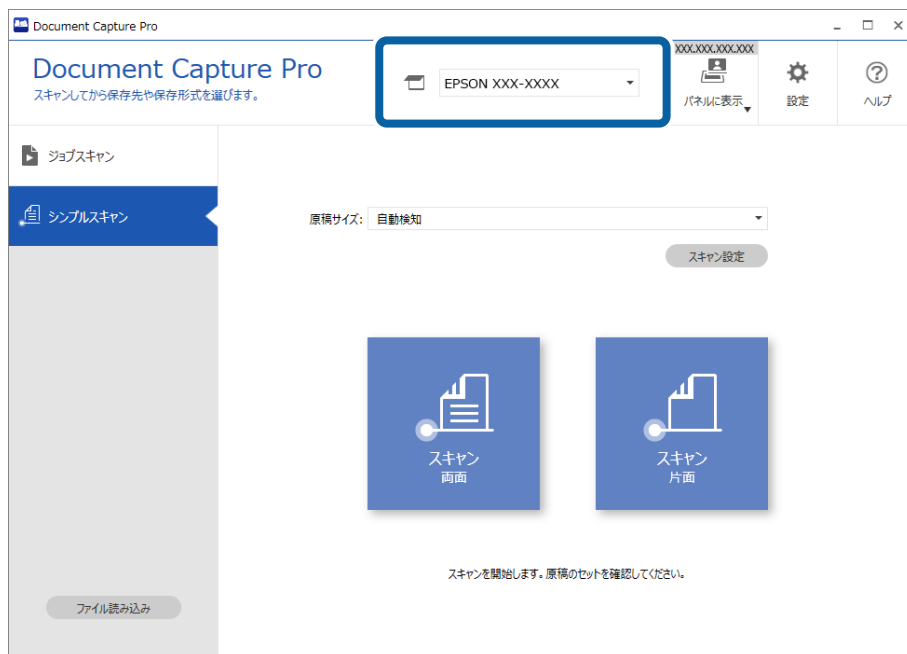 Document Capture Pro
Document Capture Pro
スキャンしてから保存先や保存形式を選びます。
EPSON XXX-XXXX
XXX.XXX.XXX.XXX
パネルに表示
設定
ヘルプ
ジョブスキャン
シンプルスキャン
原稿サイズ: 自動検知
スキャン設定
スキャン
両面
スキャン
片面
スキャンを開始します。原稿のセットを確認してください。
ファイル読み込み